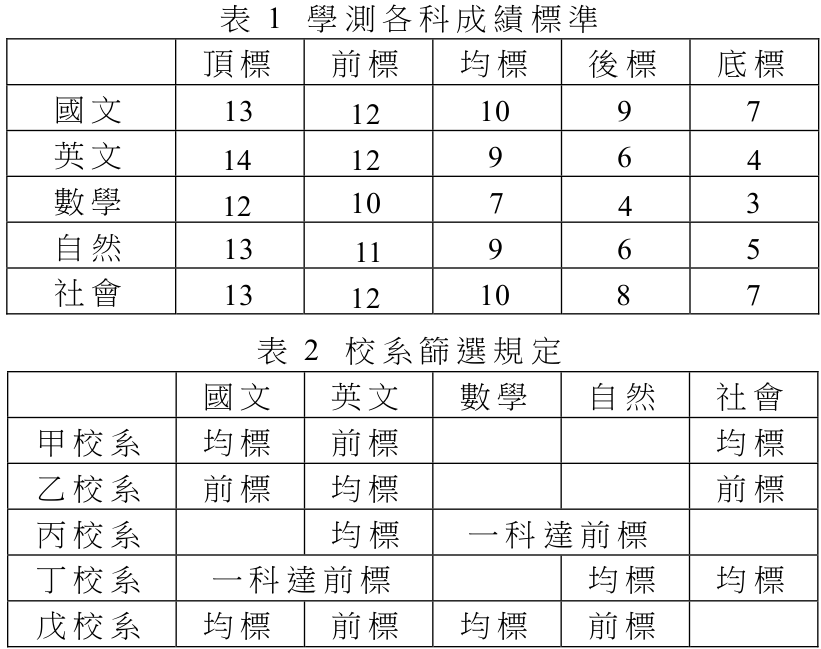 表 1 學測各科成績標準
頂標 前標 均標 後標 底標
國文 13 12 10 9 7
英文 14 12 9 6 4
數學 12 10 7 4 3
自然 13 11 9 6 5
社會 13 12 10 8 7
表 2 校系篩選規定
國文 英文 數學 自然 社會
甲校系 均標 前標 均標
乙校系 前標 均標 前標
丙校系 均標 一科達前標
丁校系 一科達前標 均標 均標
戊校系 均標 前標 均標 前標